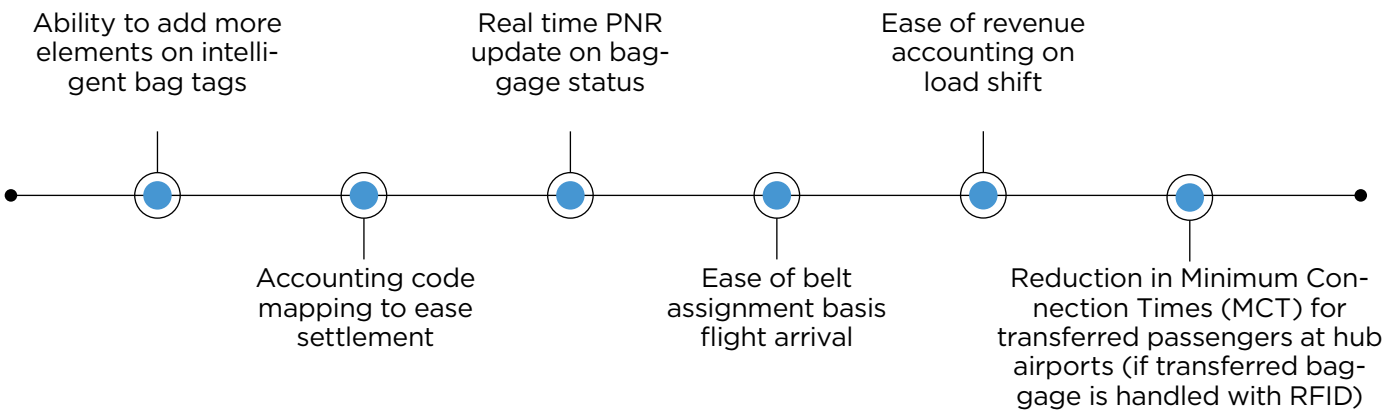 Ability to add more
elements on intelli-
gent bag tags
Accounting code
mapping to ease
settlement
Real time PNR
update on bag-
gage status
Ease of belt
assignment basis
flight arrival
Ease of revenue
accounting on
load shift
Reduction in Minimum Con-
nection Times (MCT) for
transferred passengers at hub
airports (if transferred bag-
gage is handled with RFID)